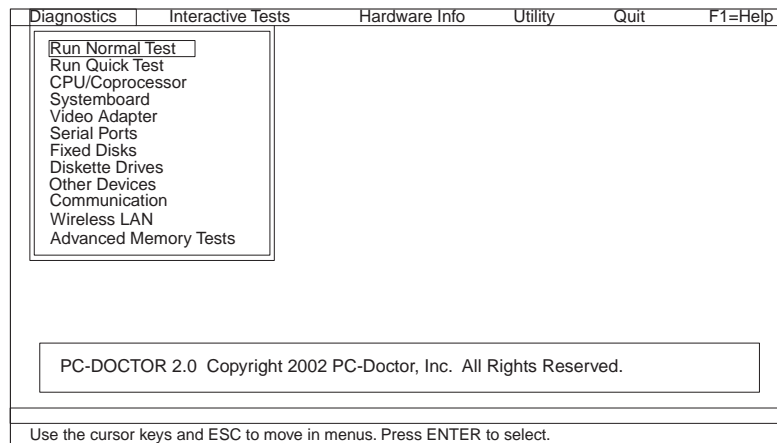 Diagnostics Interactive Tests Hardware Info Utility Quit F1=Help
Run Normal Test
Run Quick Test
CPU/Coprocessor
Systemboard
Video Adapter
Serial Ports
Fixed Disks
Diskette Drives
Other Devices
Communication
Wireless LAN
Advanced Memory Tests
PC-DOCTOR 2.0 Copyright 2002 PC-Doctor, Inc. All Rights Reserved.
Use the cursor keys and ESC to move in menus. Press ENTER to select.